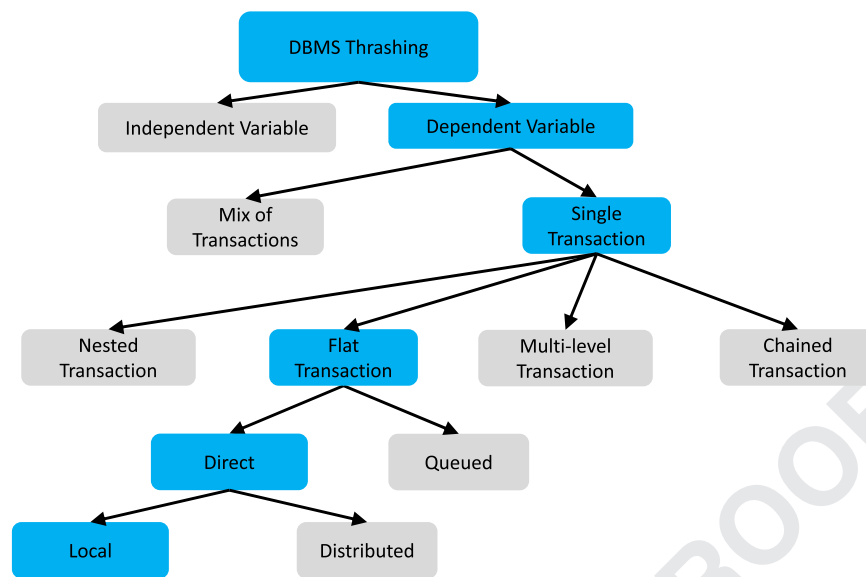 DBMS Thrashing
Independent Variable
Dependent Variable
Mix of
Transactions
Single
Transaction
Nested
Transaction
Flat
Transaction
Multi-level
Transaction
Chained
Transaction
Direct
Queued
Local
Distributed